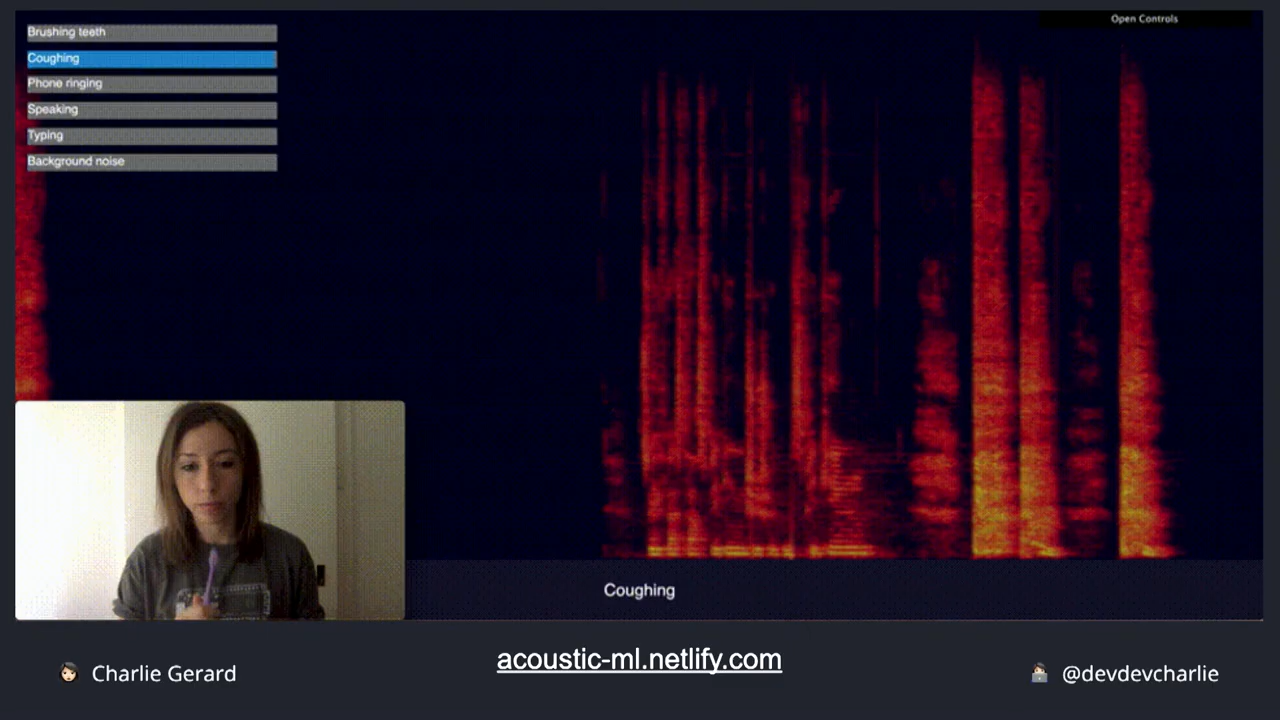 Brushing teeth
Coughing
Phone ringing
Speaking
Typing
Background noise
Open Controls
Coughing
acoustic-ml.netlify.com
Charlie Gerard
@devdevcharlie